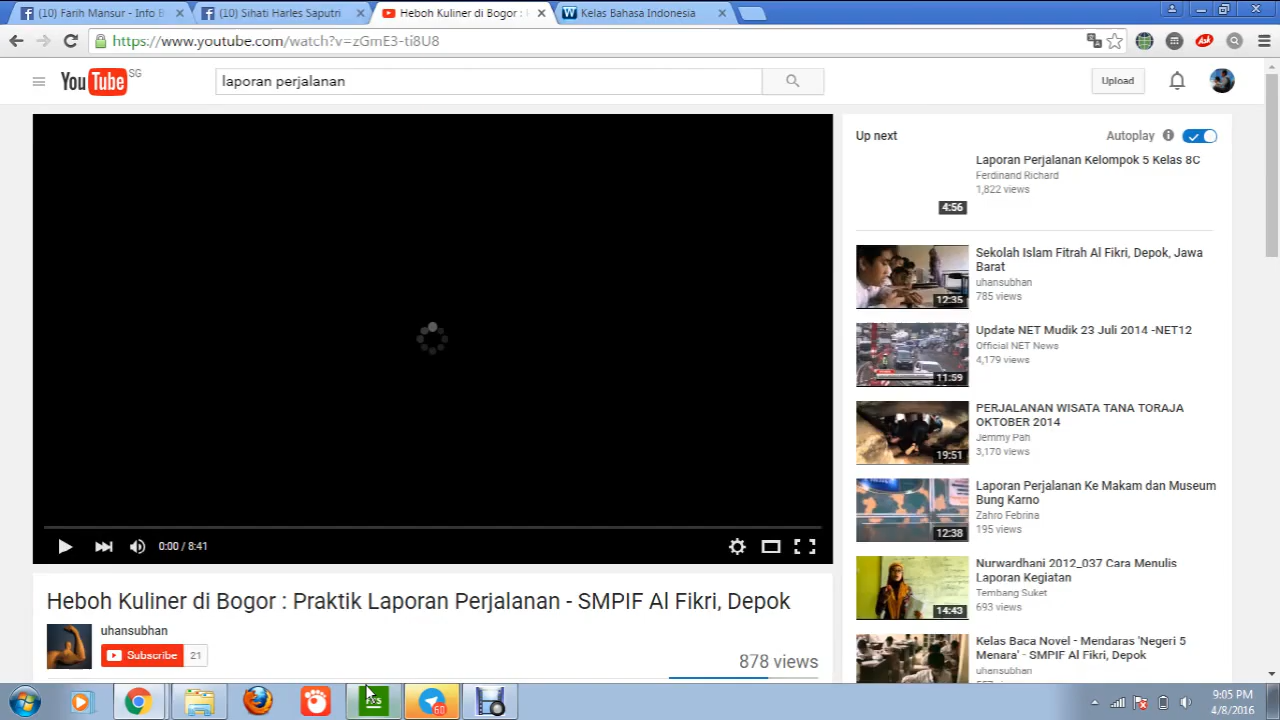 (10) Farih Mansur - Info B
(10) Sihati Harles Saputri
Heboh Kuliner di Bogor :
Kelas Bahasa Indonesia
https://www.youtube.com/watch?v=zGmE3-ti8U8
Ask
YouTube SG
laporan perjalanan
Upload
Up next
Autoplay
Laporan Perjalanan Kelompok 5 Kelas 8C
Ferdinand Richard
1,822 views
4:56
Sekolah Islam Fitrah Al Fikri, Depok, Jawa
Barat
uhansubhan
785 views
12:35
Update NET Mudik 23 Juli 2014 -NET12
Official NET News
4,179 views
11:59
PERJALANAN WISATA TANA TORAJA
OKTOBER 2014
Jemmy Pah
3,170 views
19:51
Laporan Perjalanan Ke Makam dan Museum
Bung Karno
Zahro Febrina
195 views
12:38
Nurwardhani 2012_037 Cara Menulis
Laporan Kegiatan
Tembang Suket
693 views
14:43
Kelas Baca Novel - Mendaras 'Negeri 5
Menara' - SMPIF Al Fikri, Depok
uhansubhan
0:00 / 8:41
Heboh Kuliner di Bogor : Praktik Laporan Perjalanan - SMPIF Al Fikri, Depok
uhansubhan
Subscribe 21
878 views
60
9:05 PM
4/8/2016